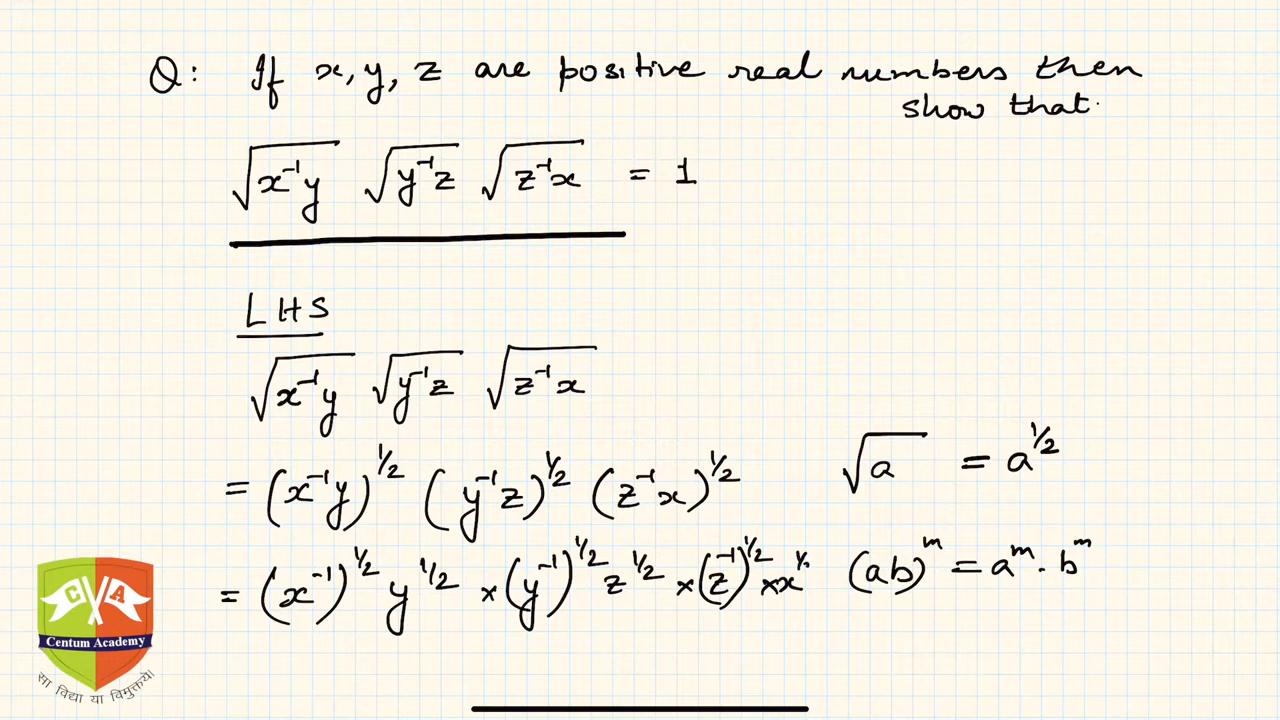 Q: If x, y, z are positive real numbers then
show that
√(x⁻¹y) √(y⁻¹z) √(z⁻¹x) = 1
LHS
√(x⁻¹y) √(y⁻¹z) √(z⁻¹x)
= (x⁻¹y)^1/2 (y⁻¹z)^1/2 (z⁻¹x)^1/2
√a = a^1/2
= (x⁻¹)^1/2 y^1/2 × (y⁻¹)^1/2 z^1/2 × (z⁻¹)^1/2 × x^1/
(ab)^m = a^m . b^m
C A
Centum Academy
सा विद्या या विमुक्तये।